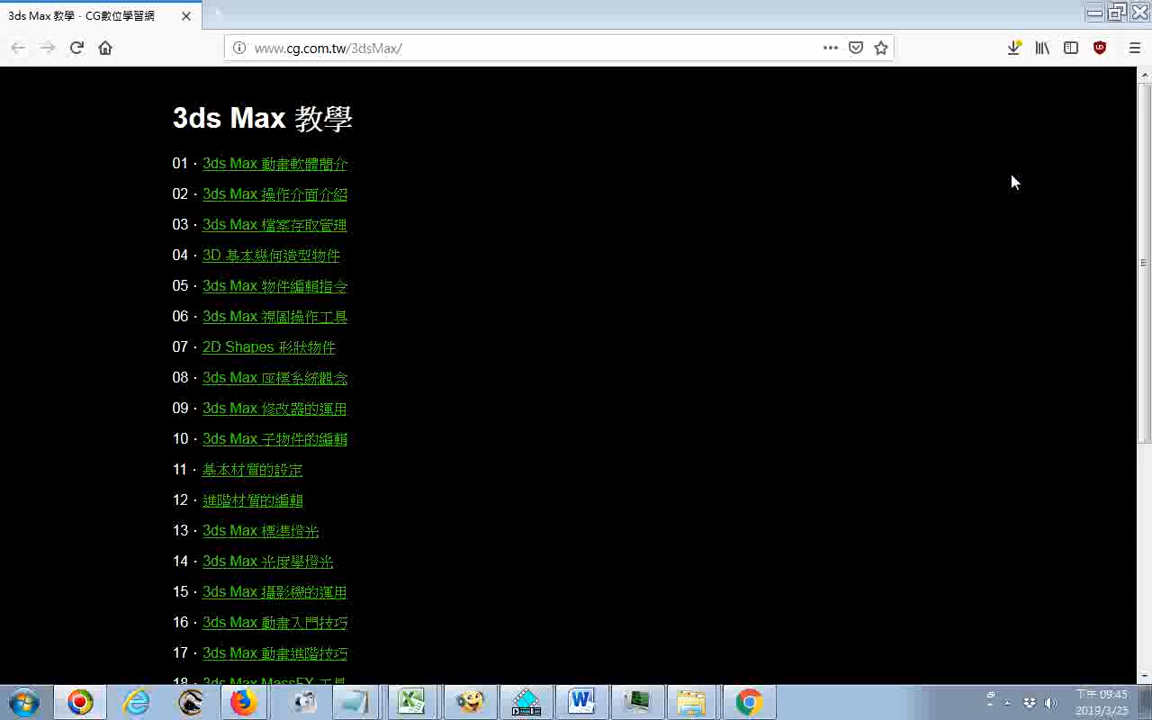 3ds Max 教學 - CG數位學習網
www.cg.com.tw/3dsMax/
3ds Max 教學
01 · 3ds Max 動畫軟體簡介
02 · 3ds Max 操作介面介紹
03 · 3ds Max 檔案存取管理
04 · 3D 基本幾何造型物件
05 · 3ds Max 物件編輯指令
06 · 3ds Max 視圖操作工具
07 · 2D Shapes 形狀物件
08 · 3ds Max 座標系統觀念
09 · 3ds Max 修改器的運用
10 · 3ds Max 子物件的編輯
11 · 基本材質的設定
12 · 進階材質的編輯
13 · 3ds Max 標準燈光
14 · 3ds Max 光度學燈光
15 · 3ds Max 攝影機的運用
16 · 3ds Max 動畫入門技巧
17 · 3ds Max 動畫進階技巧
18 · 3ds Max MassFX 工具
下午 09:45
2019/3/25